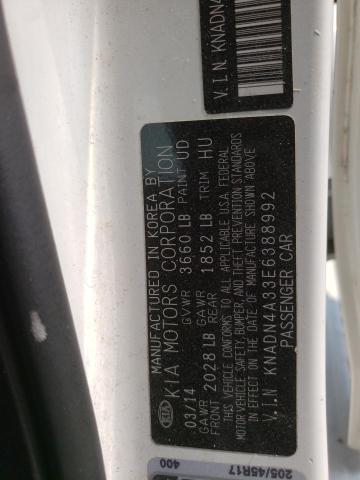 V.I.N. KNADN4
MANUFACTURED IN KOREA BY
KIA KIA MOTORS CORPORATION
03/14 GVWR 3660 LB PAINT UD
GAWR FRONT 2028 LB GAWR REAR 1852 LB TRIM HU
THIS VEHICLE CONFORMS TO ALL APPLICABLE U.S.A. FEDERAL
MOTOR VEHICLE SAFETY, BUMPER AND THEFT PREVENTION STANDARDS
IN EFFECT ON THE DATE OF MANUFACTURE SHOWN ABOVE
V.I.N KNADN4A33E6388992
PASSENGER CAR
205/45R17
400